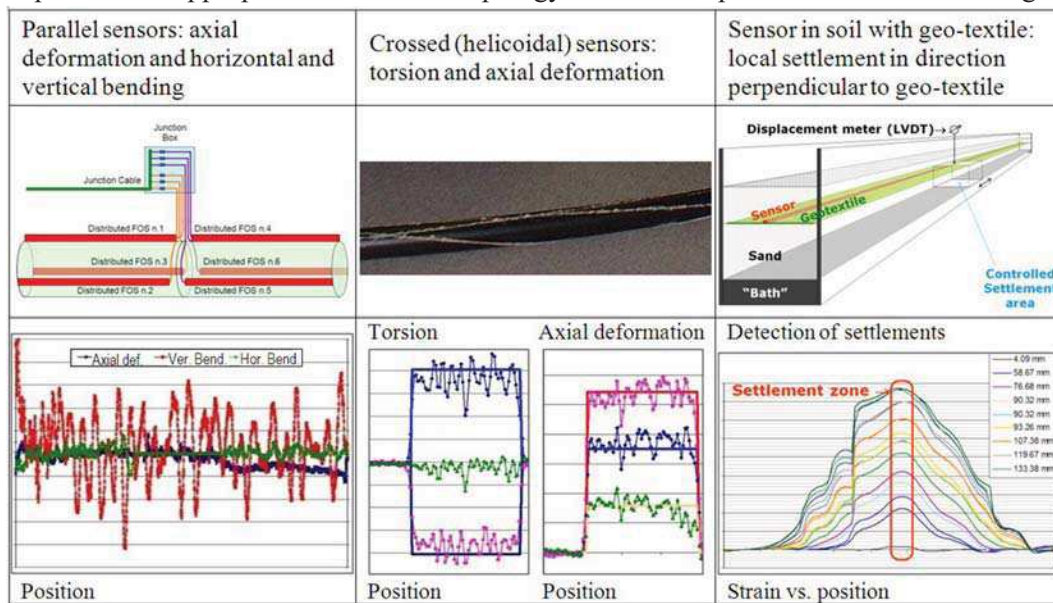 Parallel sensors: axial
deformation and horizontal and
vertical bending
Crossed (helicoidal) sensors:
torsion and axial deformation
Sensor in soil with geo-textile:
local settlement in direction
perpendicular to geo-textile
Junction
Box
Junction Cable
Distributed FOS n.1
Distributed FOS n.4
Distributed FOS n.3
Distributed FOS n.6
Distributed FOS n.2
Distributed FOS n.5
Displacement meter (LVDT)→
Sensor
Geotextile
Sand
"Bath"
Controlled
Settlement
area
Axial def. Ver. Bend. Hor. Bend
Position
Torsion
Axial deformation
Position
Position
Detection of settlements
Settlement zone
4.09 mm
58.67 mm
76.68 mm
90.32 mm
90.32 mm
93.26 mm
107.38 mm
119.67 mm
133.38 mm
Strain vs. position